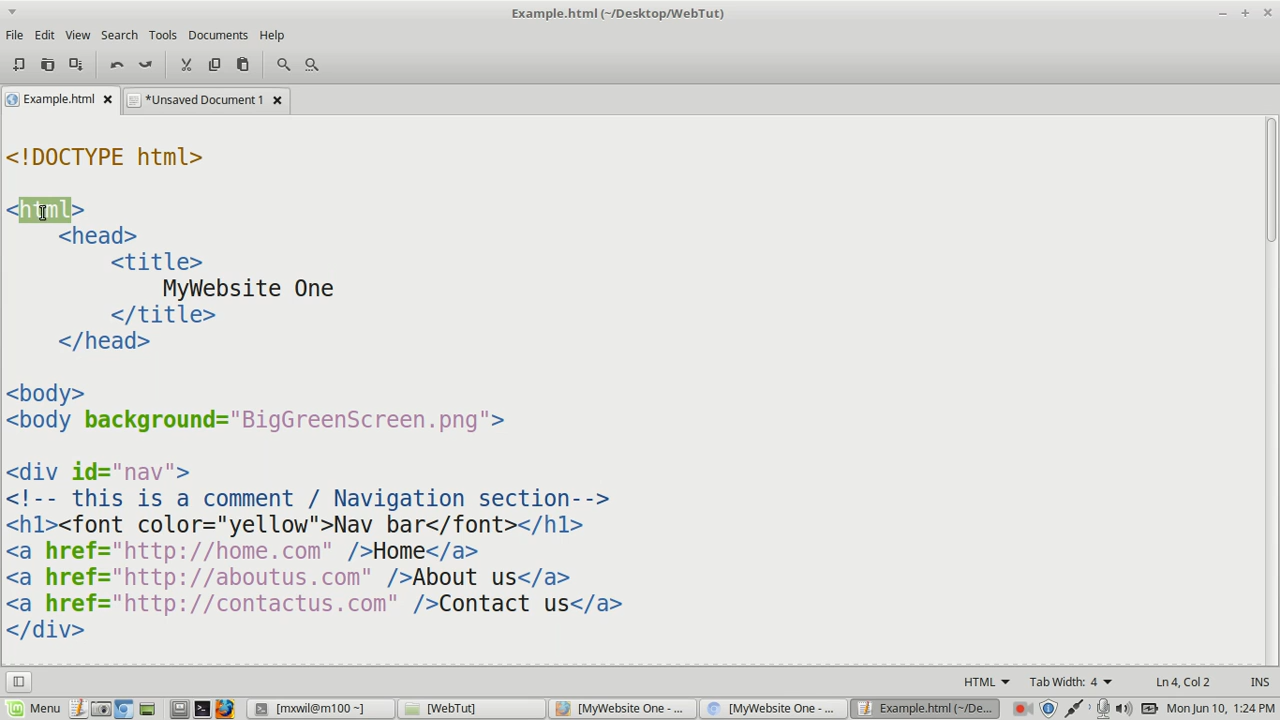 Example.html (~/Desktop/WebTut)
File Edit View Search Tools Documents Help
Example.html *Unsaved Document 1
<!DOCTYPE html>
<html>
<head>
<title>
MyWebsite One
</title>
</head>
<body>
<body background="BigGreenScreen.png">
<div id="nav">
<!-- this is a comment / Navigation section-->
<h1><font color="yellow">Nav bar</font></h1>
<a href="http://home.com" />Home</a>
<a href="http://aboutus.com" />About us</a>
<a href="http://contactus.com" />Contact us</a>
</div>
HTML Tab Width: 4 Ln 4, Col 2 INS
Menu [mxwil@m100 ~] [WebTut] [MyWebsite One - ... [MyWebsite One - ... Example.html (~/De... Mon Jun 10, 1:24 PM